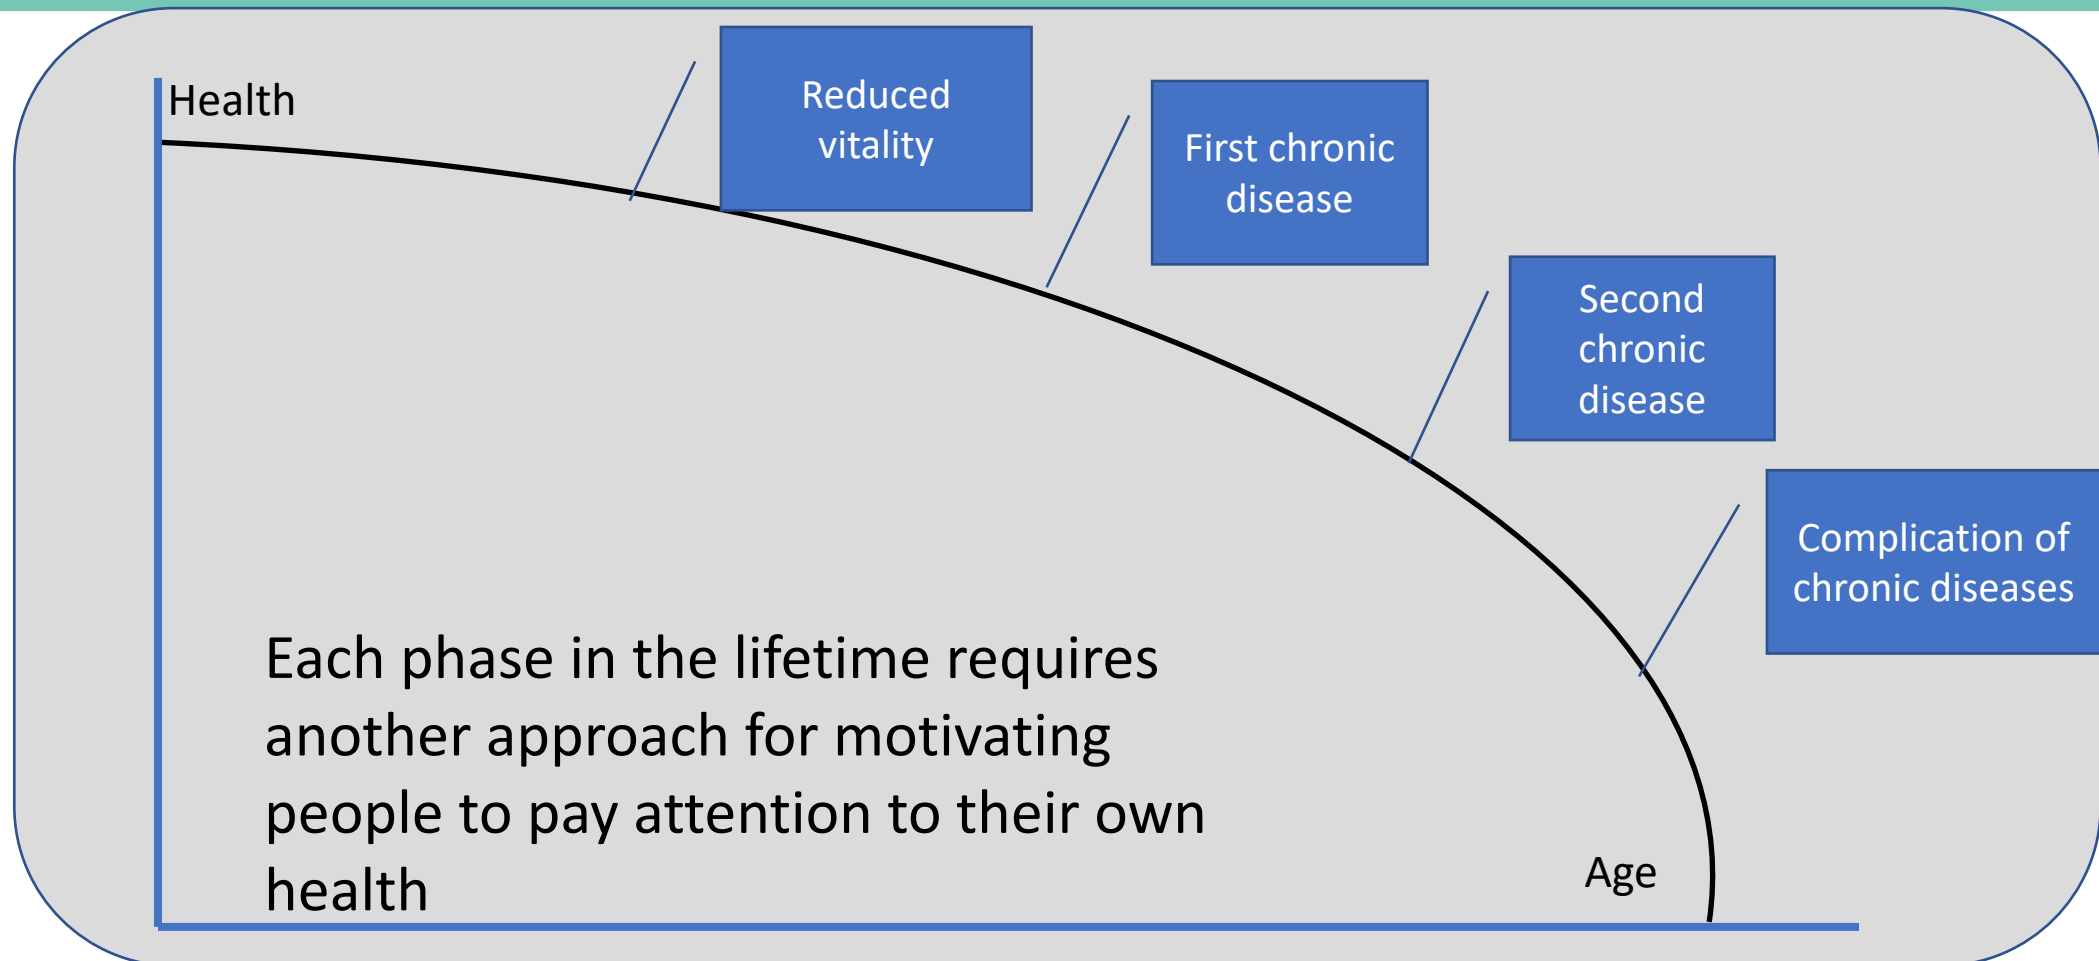 Health
Reduced
vitality
First chronic
disease
Second
chronic
disease
Complication of
chronic diseases
Each phase in the lifetime requires
another approach for motivating
people to pay attention to their own
health
Age